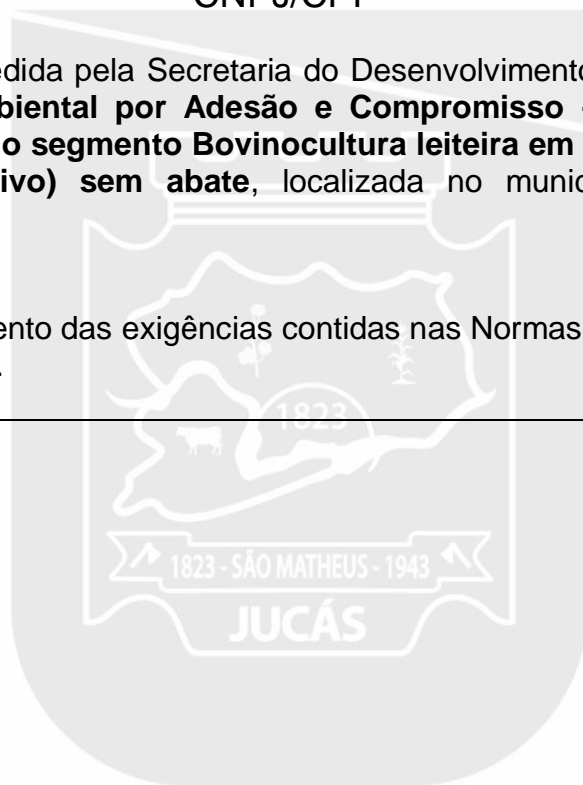 CNPJ/CPF
edida pela Secretaria do Desenvolvimento
biental por Adesão e Compromisso -
o segmento Bovinocultura leiteira em
ivo) sem abate, localizada no munic
ento das exigências contidas nas Normas
.
1823
1823 - SÃO MATHEUS - 1943
JUCÁS